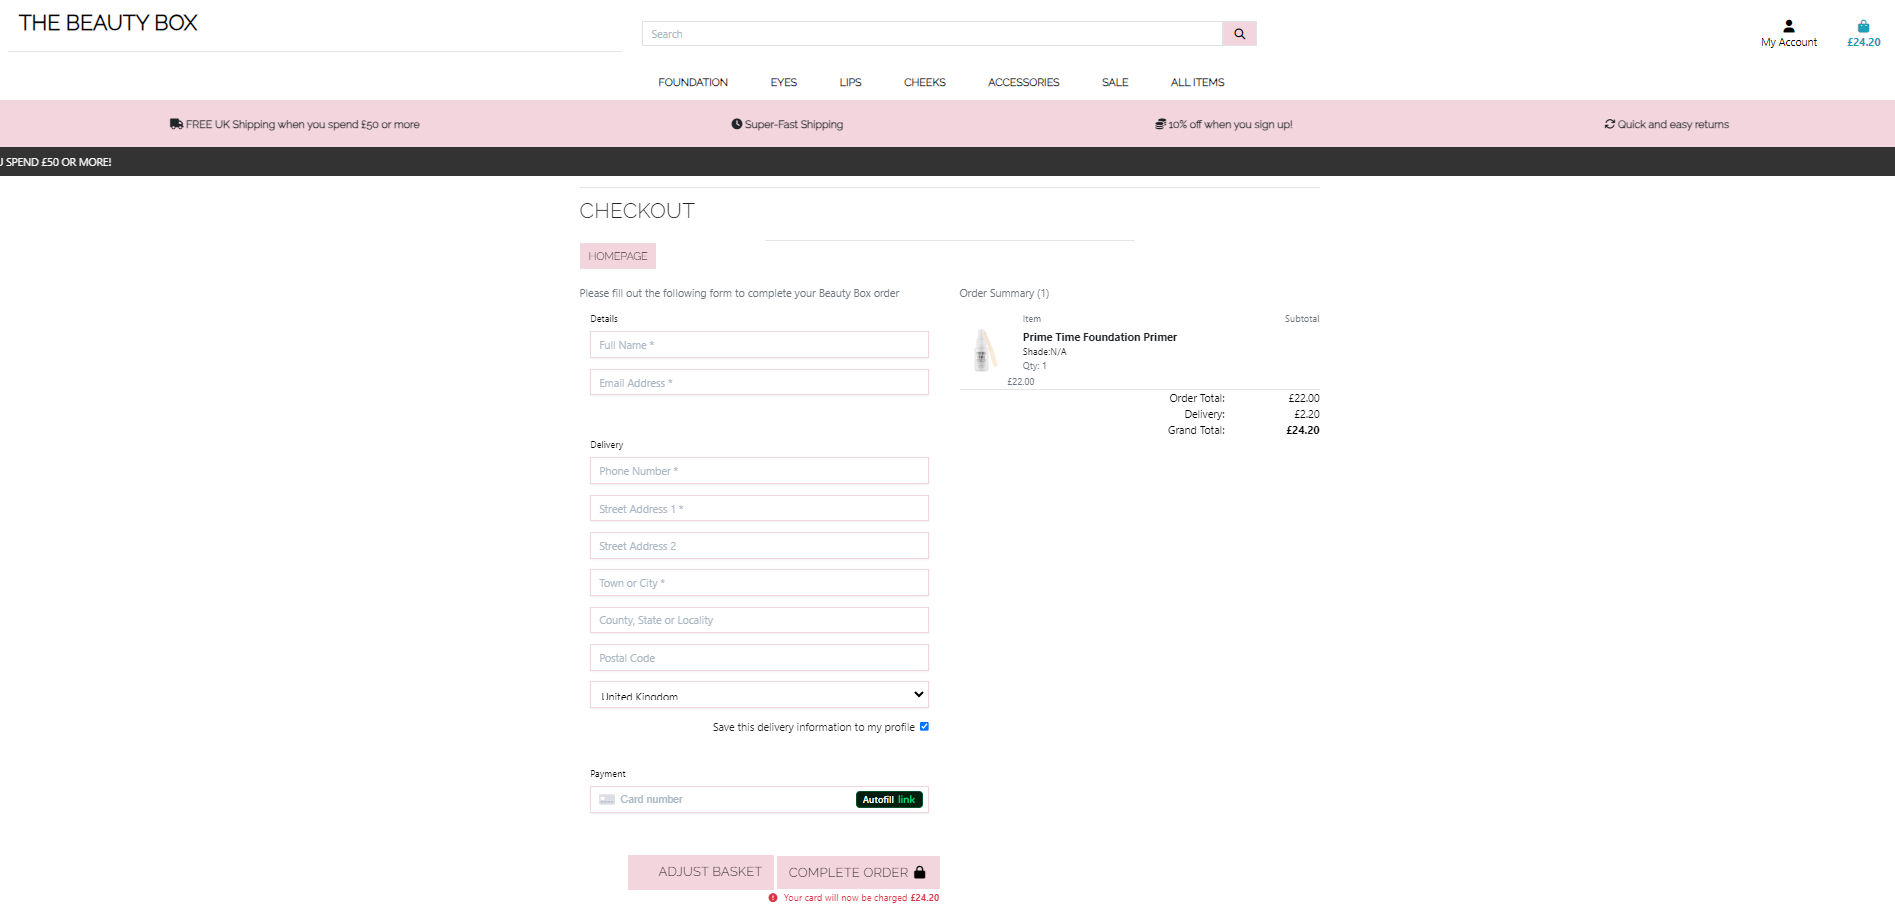 THE BEAUTY BOX
Search
My Account
£24.20
FOUNDATION EYES LIPS CHEEKS ACCESSORIES SALE ALL ITEMS
FREE UK Shipping when you spend £50 or more
Super-Fast Shipping
10% off when you sign up!
Quick and easy returns
SPEND £50 OR MORE!
CHECKOUT
HOMEPAGE
Please fill out the following form to complete your Beauty Box order
Details
Full Name *
Email Address *
Delivery
Phone Number *
Street Address 1 *
Street Address 2
Town or City *
County, State or Locality
Postal Code
United Kingdom
Save this delivery information to my profile
Payment
Card number
Autofill link
ADJUST BASKET
COMPLETE ORDER
Your card will now be charged £24.20
Order Summary (1)
Item Subtotal
Prime Time Foundation Primer
Shade:N/A
Qty: 1
£22.00
Order Total: £22.00
Delivery: £2.20
Grand Total: £24.20